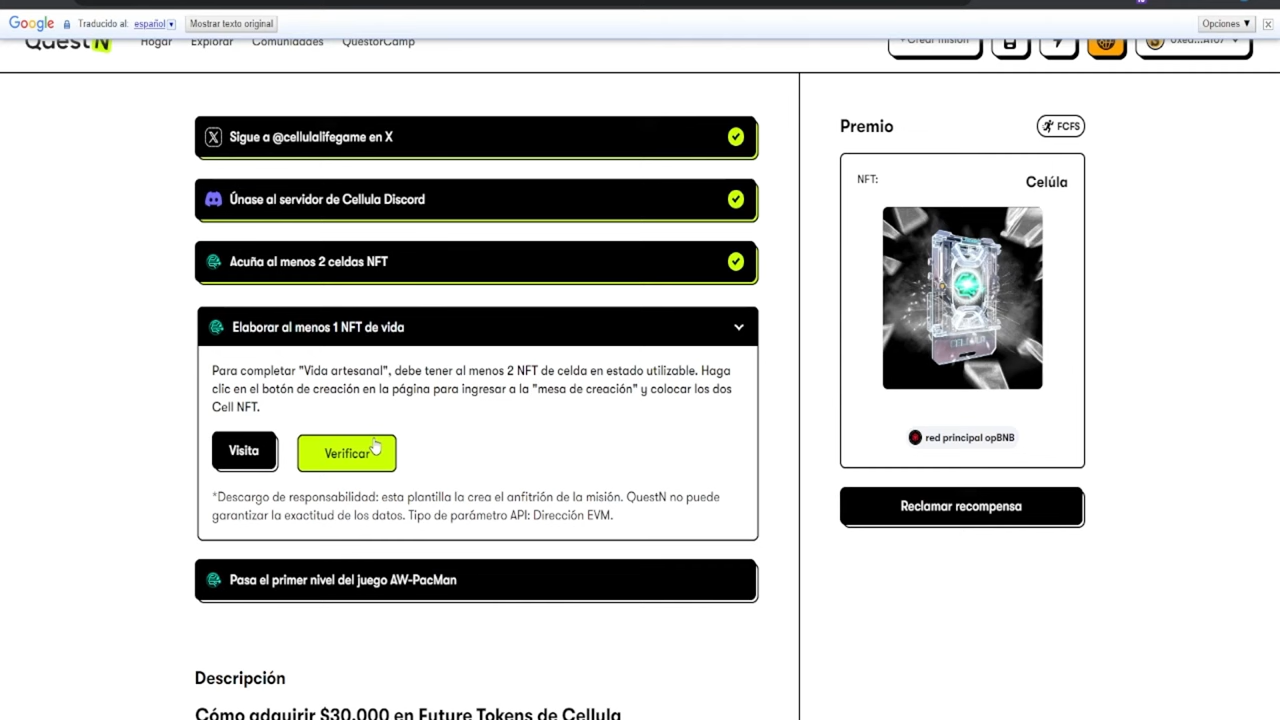 Google Traducido al: español Mostrar texto original Opciones ▼
QuestN Hogar Explorar Comunidades QuestorCamp + Crear misión
Sigue a @cellulalifegame en X
Únase al servidor de Cellula Discord
Acuña al menos 2 celdas NFT
Elaborar al menos 1 NFT de vida
Para completar "Vida artesanal", debe tener al menos 2 NFT de celda en estado utilizable. Haga
clic en el botón de creación en la página para ingresar a la "mesa de creación" y colocar los dos
Cell NFT.
Visita Verificar
*Descargo de responsabilidad: esta plantilla la crea el anfitrión de la misión. QuestN no puede
garantizar la exactitud de los datos. Tipo de parámetro API: Dirección EVM.
Pasa el primer nivel del juego AW-PacMan
Descripción
Cómo adquirir $30,000 en Future Tokens de Cellula
Premio FCFS
NFT: Celúla
CELLULA
red principal opBNB
Reclamar recompensa